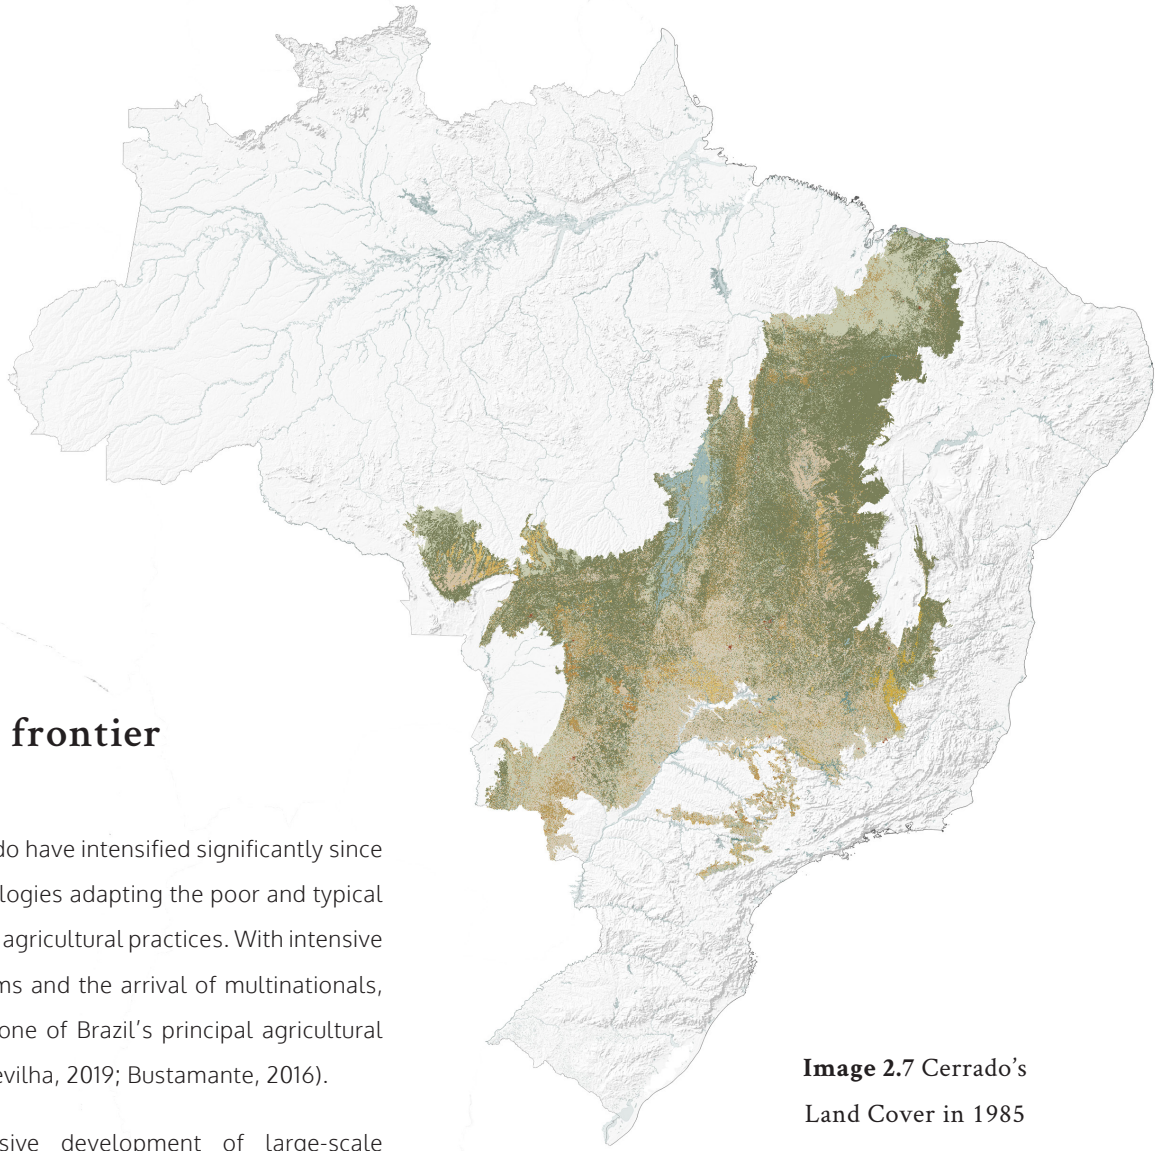 frontier
do have intensified significantly since
logies adapting the poor and typical
agricultural practices. With intensive
ms and the arrival of multinationals,
one of Brazil’s principal agricultural
evilha, 2019; Bustamante, 2016).
sive development of large-scale
Image 2.7 Cerrado’s
Land Cover in 1985